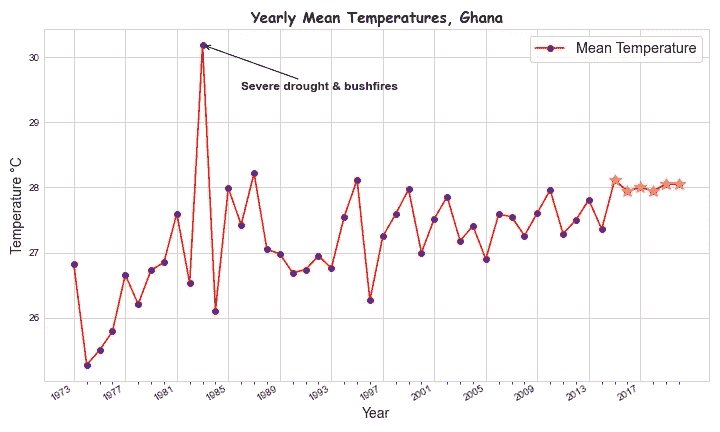 Yearly Mean Temperatures, Ghana
Mean Temperature
Severe drought & bushfires
Temperature °C
30
29
28
27
26
1973 1977 1981 1985 1989 1993 1997 2001 2005 2009 2013 2017
Year